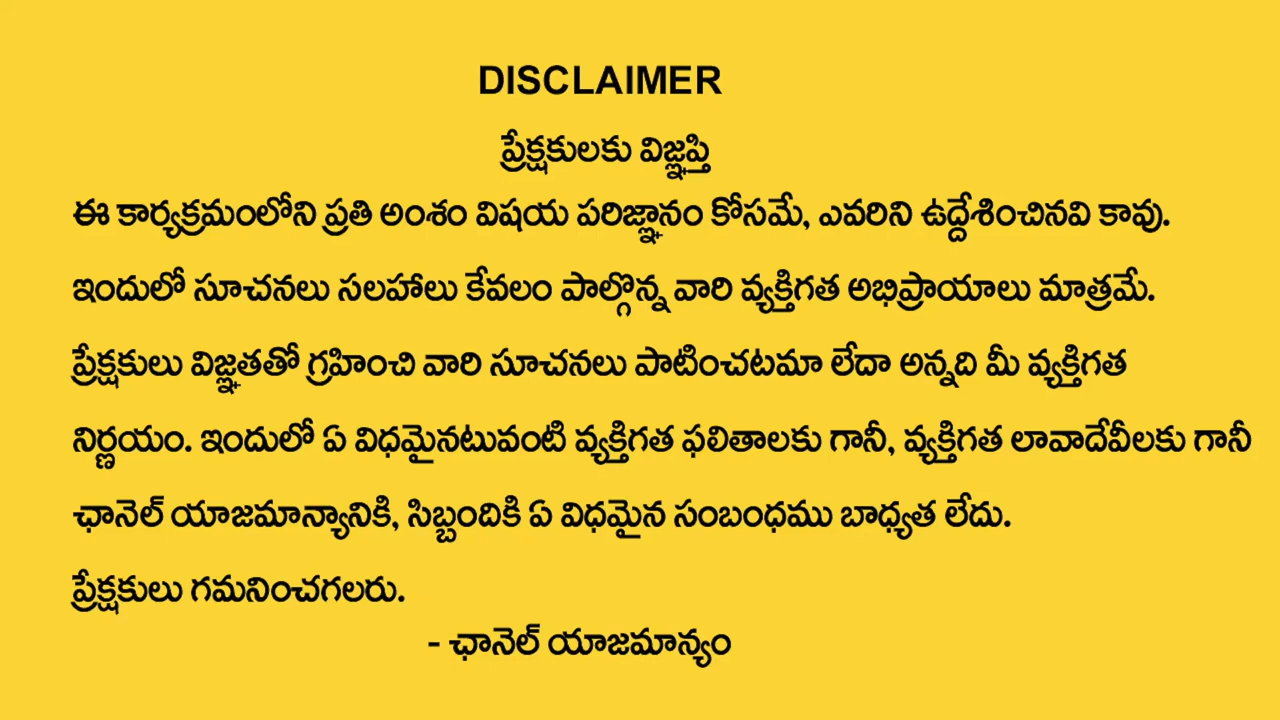 DISCLAIMER
ప్రేక్షకులకు విజ్ఞప్తి
ఈ కార్యక్రమంలోని ప్రతి అంశం విషయ పరిజ్ఞానం కోసమే, ఎవరిని ఉద్దేశించినవి కావు.
ఇందులో సూచనలు సలహాలు కేవలం పాల్గొన్న వారి వ్యక్తిగత అభిప్రాయాలు మాత్రమే.
ప్రేక్షకులు విజ్ఞతతో గ్రహించి వారి సూచనలు పాటించటమా లేదా అన్నది మీ వ్యక్తిగత
నిర్ణయం. ఇందులో ఏ విధమైనటువంటి వ్యక్తిగత ఫలితాలకు గానీ, వ్యక్తిగత లావాదేవీలకు గానీ
ఛానెల్ యాజమాన్యానికి, సిబ్బందికి ఏ విధమైన సంబంధము బాధ్యత లేదు.
ప్రేక్షకులు గమనించగలరు.
- ఛానెల్ యాజమాన్యం